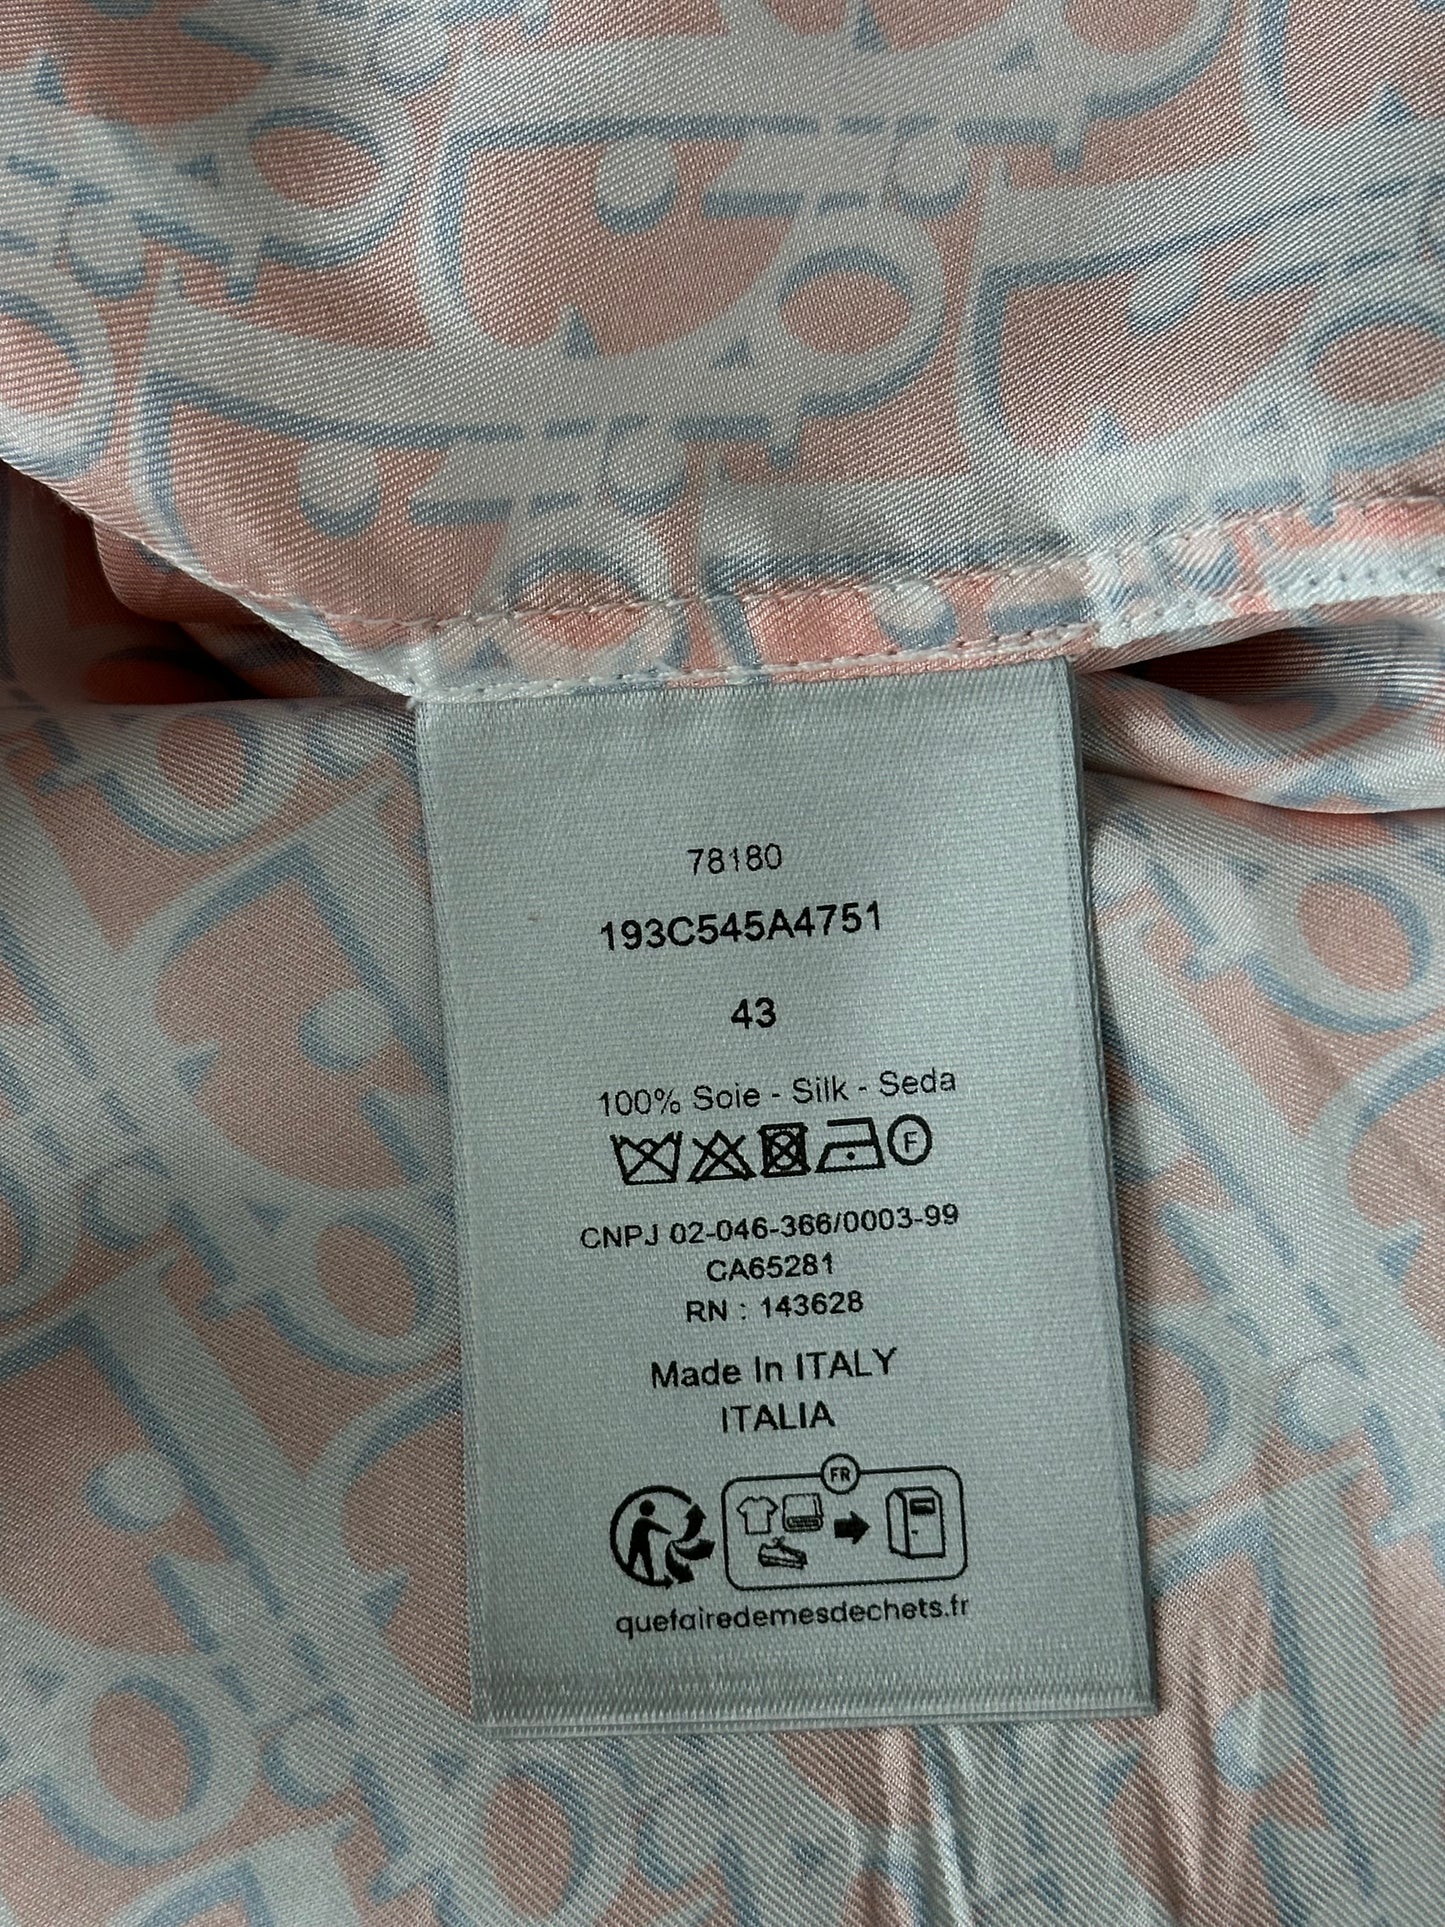 78180
193C545A4751
43
100% Soie - Silk - Seda
F
CNPJ 02-046-366/0003-99
CA65281
RN : 143628
Made In ITALY
ITALIA
FR
quefairedemesdechets.fr